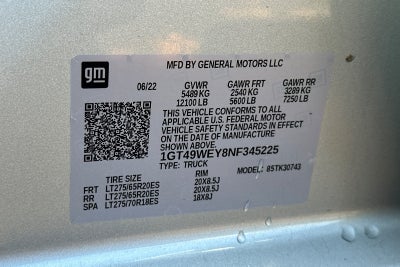 MFD BY GENERAL MOTORS LLC
gm
06/22 GVWR GAWR FRT GAWR RR
5489 KG 2540 KG 3289 KG
12100 LB 5600 LB 7250 LB
THIS VEHICLE CONFORMS TO ALL
APPLICABLE U.S. FEDERAL MOTOR
VEHICLE SAFETY STANDARDS IN EFFECT
ON THE DATE OF MANUFACTURE
SHOWN ABOVE.
1GT49WEY8NF345225
TYPE: TRUCK MODEL: 85TK30743
TIRE SIZE RIM
FRT LT275/65R20ES 20X8.5J
RR LT275/65R20ES 20X8.5J
SPA LT275/70R18ES 18X8J